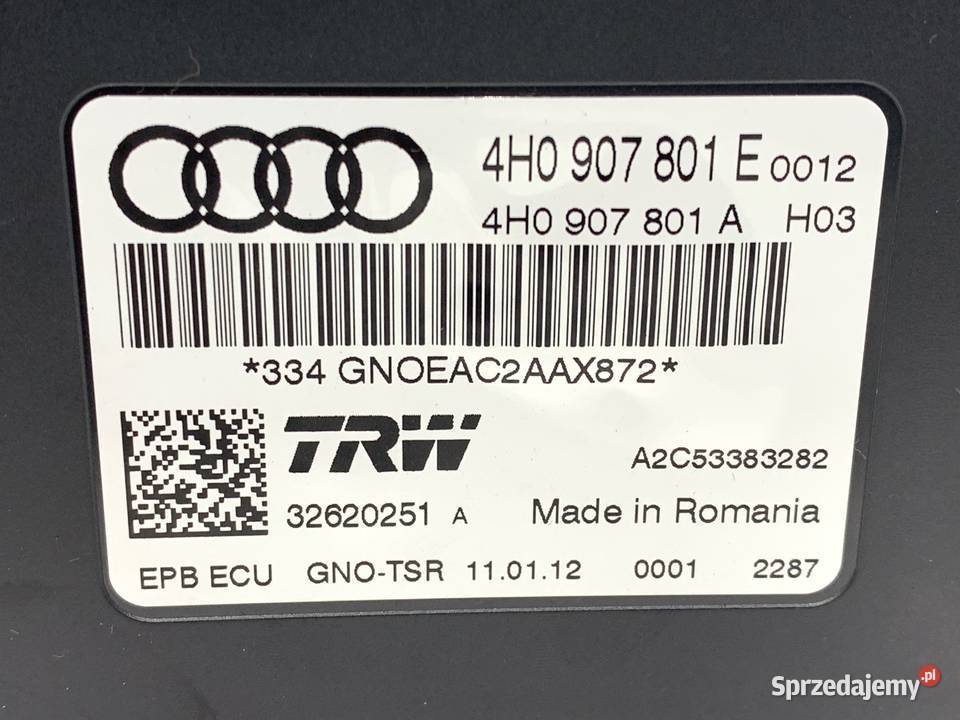 4H0 907 801 E 0012
4H0 907 801 A H03
*334 GNOEAC2AAX872*
TRW
A2C53383282
32620251 A Made in Romania
EPB ECU GNO-TSR 11.01.12 0001 2287
Sprzedajemy.pl